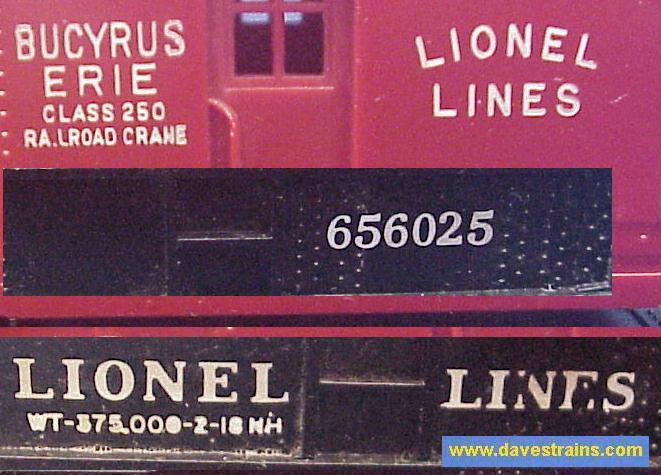 BUCYRUS
ERIE
CLASS 250
RA.LROAD CRANE
LIONEL
LINES
656025
LIONEL LINES
WT-375.000-2-18 NH
www.davestrains.com